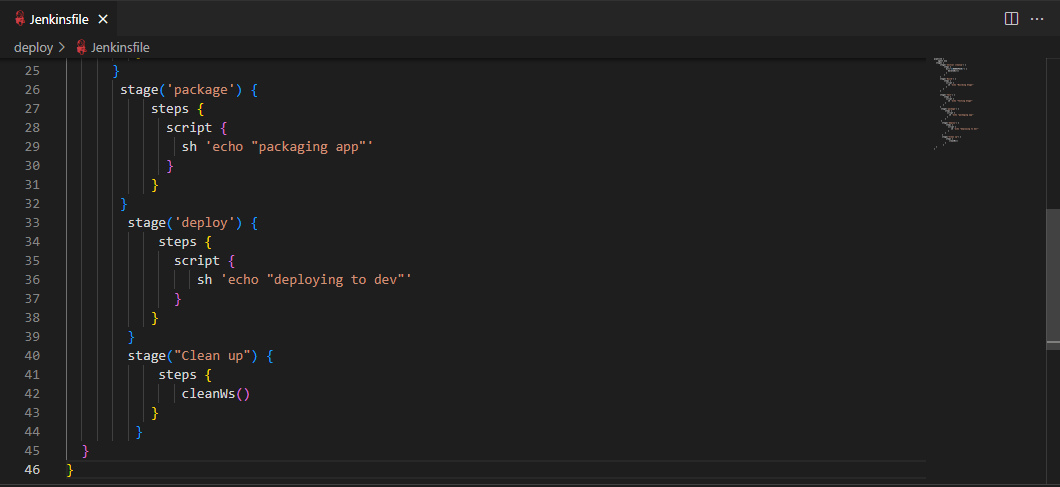 Jenkinsfile
deploy > Jenkinsfile
25 }
26 stage('package') {
27 steps {
28 script {
29 sh 'echo "packaging app"'
30 }
31 }
32 }
33 stage('deploy') {
34 steps {
35 script {
36 sh 'echo "deploying to dev"'
37 }
38 }
39 }
40 stage("Clean up") {
41 steps {
42 cleanWs()
43 }
44 }
45 }
46 }